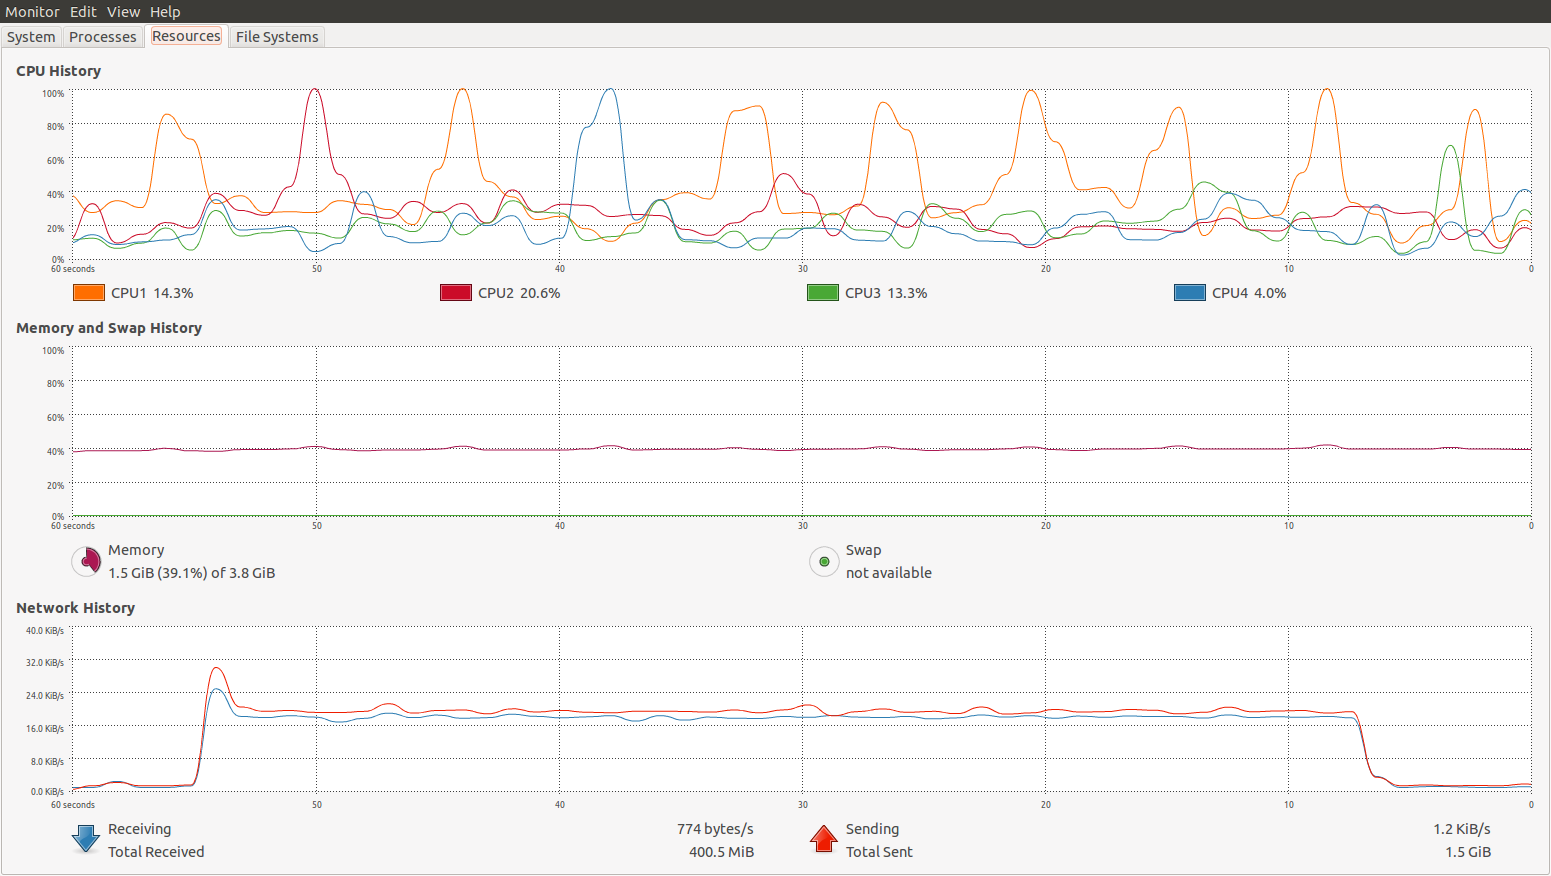 Monitor Edit View Help
System Processes Resources File Systems
CPU History
100%
80%
60%
40%
20%
0%
60 seconds 50 40 30 20 10 0
CPU1 14.3% CPU2 20.6% CPU3 13.3% CPU4 4.0%
Memory and Swap History
100%
80%
60%
40%
20%
0%
60 seconds 50 40 30 20 10 0
Memory Swap
1.5 GiB (39.1%) of 3.8 GiB not available
Network History
40.0 KiB/s
32.0 KiB/s
24.0 KiB/s
16.0 KiB/s
8.0 KiB/s
0.0 KiB/s
60 seconds 50 40 30 20 10 0
Receiving 774 bytes/s Sending 1.2 KiB/s
Total Received 400.5 MiB Total Sent 1.5 GiB